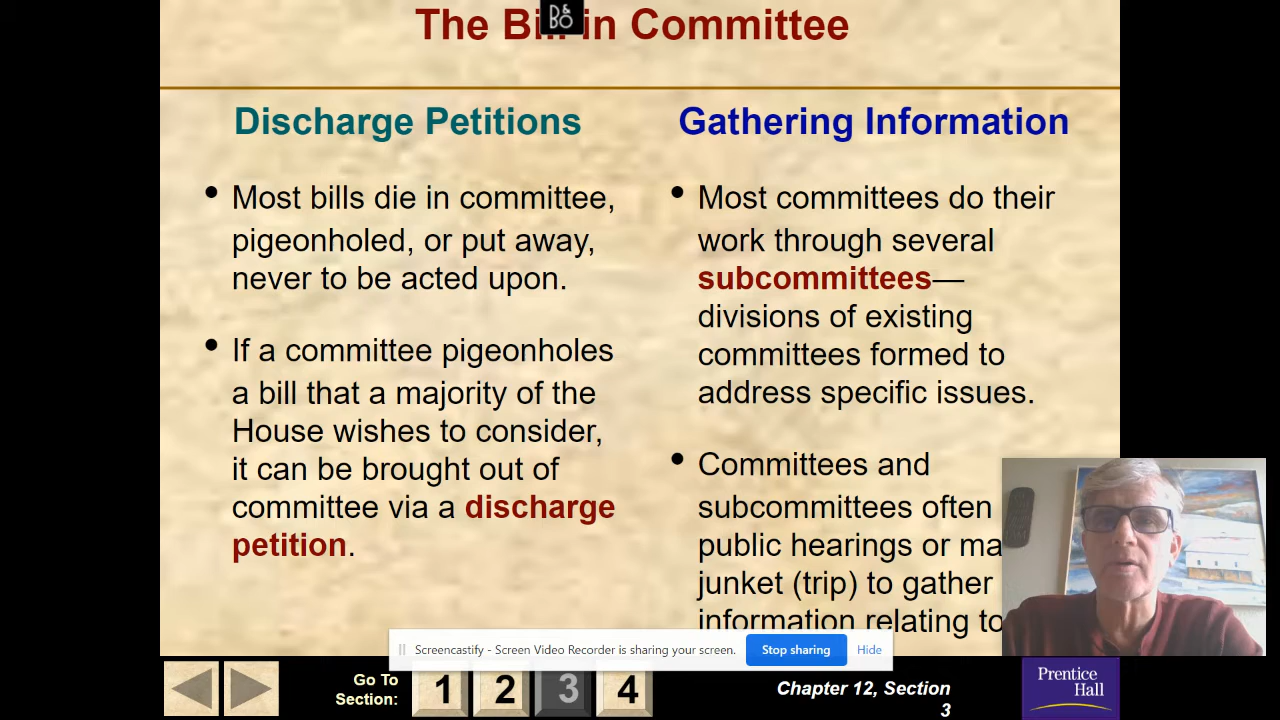 The Bill in Committee
B&O
Discharge Petitions
• Most bills die in committee,
pigeonholed, or put away,
never to be acted upon.
• If a committee pigeonholes
a bill that a majority of the
House wishes to consider,
it can be brought out of
committee via a discharge
petition.
Gathering Information
• Most committees do their
work through several
subcommittees—
divisions of existing
committees formed to
address specific issues.
• Committees and
subcommittees often
public hearings or ma
junket (trip) to gather
information relating to
Screencastify - Screen Video Recorder is sharing your screen.
Stop sharing
Hide
Go To
Section:
1 2 3 4
Chapter 12, Section
3
Prentice
Hall